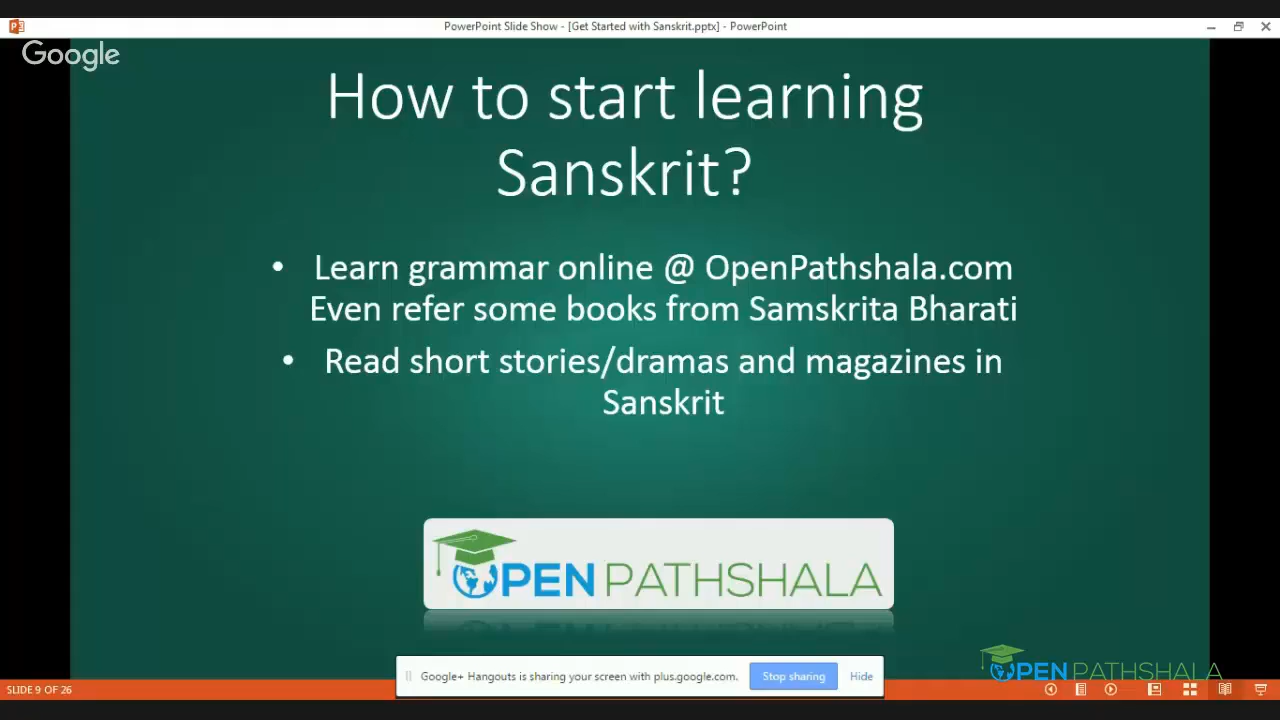 PowerPoint Slide Show - [Get Started with Sanskrit.pptx] - PowerPoint
Google
How to start learning
Sanskrit?
• Learn grammar online @ OpenPathshala.com
Even refer some books from Samskrita Bharati
• Read short stories/dramas and magazines in
Sanskrit
OPEN PATHSHALA
OPEN PATHSHALA
Google+ Hangouts is sharing your screen with plus.google.com. Stop sharing Hide
SLIDE 9 OF 26